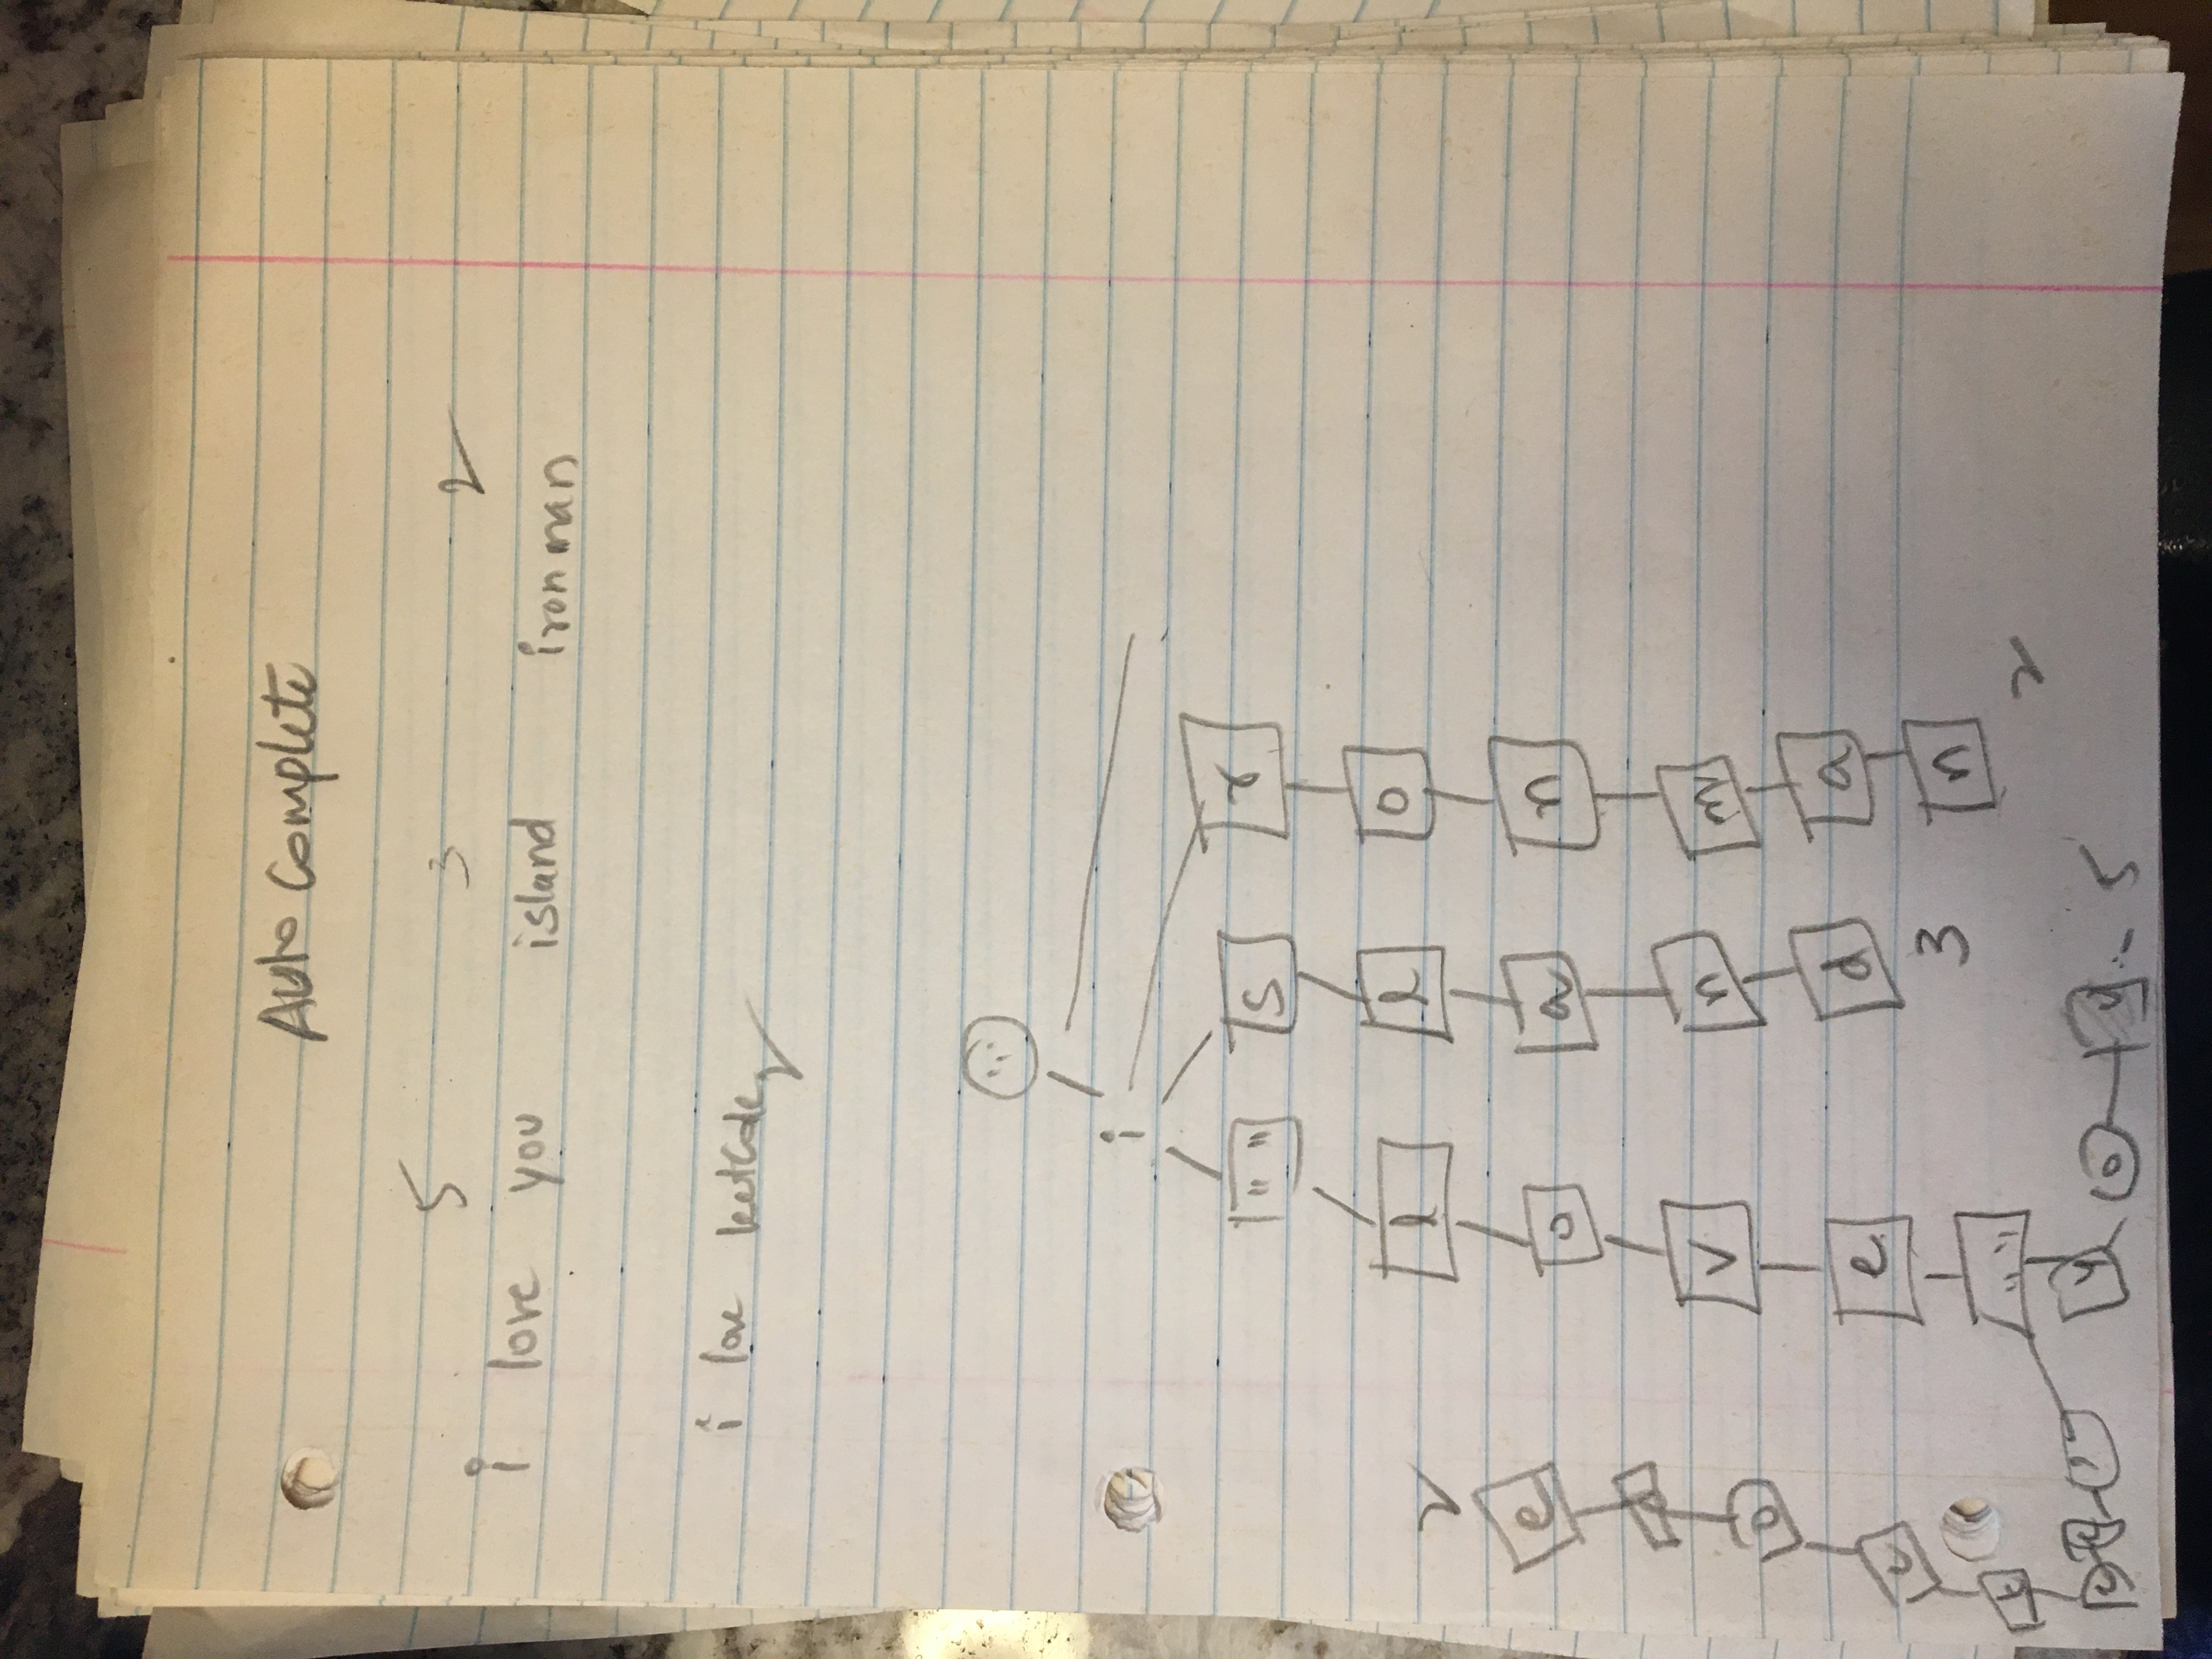 Auto Complete
5 3 2
i love you island ironman
i love leetcode 2
i
" " s r
l l o
2
o a n
e
v n m
o
e d a
c
3 n
t
" "
2
e e
y o u 5